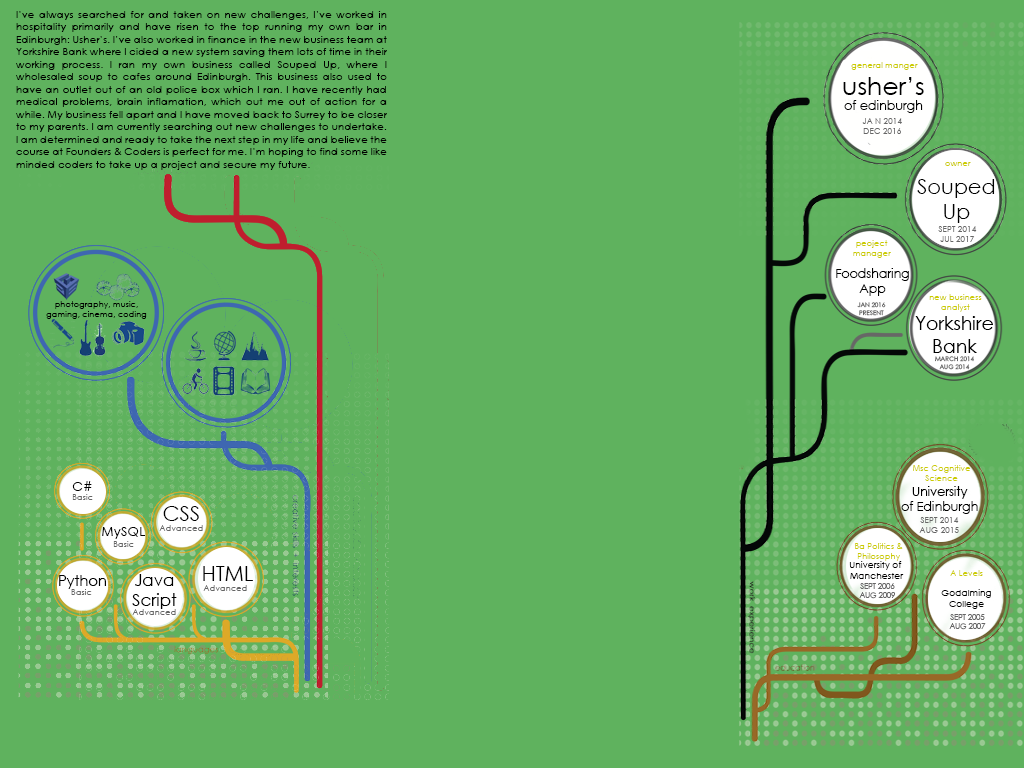 I've always searched for and taken on new challenges, I've worked in
hospitality primarily and have risen to the top running my own bar in
Edinburgh: Usher's. I've also worked in finance in the new business team at
Yorkshire Bank where I cided a new system saving them lots of time in their
working process. I ran my own business called Souped Up, where I
wholesaled soup to cafes around Edinburgh. This business also used to
have an outlet out of an old police box which I ran. I have recently had
medical problems, brain inflamation, which out me out of action for a
while. My business fell apart and I have moved back to Surrey to be closer
to my parents. I am currently searching out new challenges to undertake.
I am determined and ready to take the next step in my life and believe the
course at Founders & Coders is perfect for me. I'm hoping to find some like
minded coders to take up a project and secure my future.
photography, music,
gaming, cinema, coding
C#
Basic
MySQL
Basic
CSS
Advanced
Python
Basic
Java
Script
Advanced
HTML
Advanced
general manger
usher's
of edinburgh
JA N 2014
DEC 2016
owner
Souped
Up
SEPT 2014
JUL 2017
peoject
manager
Foodsharing
App
JAN 2016
PRESENT
new business
analyst
Yorkshire
Bank
MARCH 2014
AUG 2014
Msc Cognitive
Science
University
of Edinburgh
SEPT 2014
AUG 2015
Ba Politics &
Philosophy
University of
Manchester
SEPT 2006
AUG 2009
A Levels
Godalming
College
SEPT 2005
AUG 2007
work experience
education